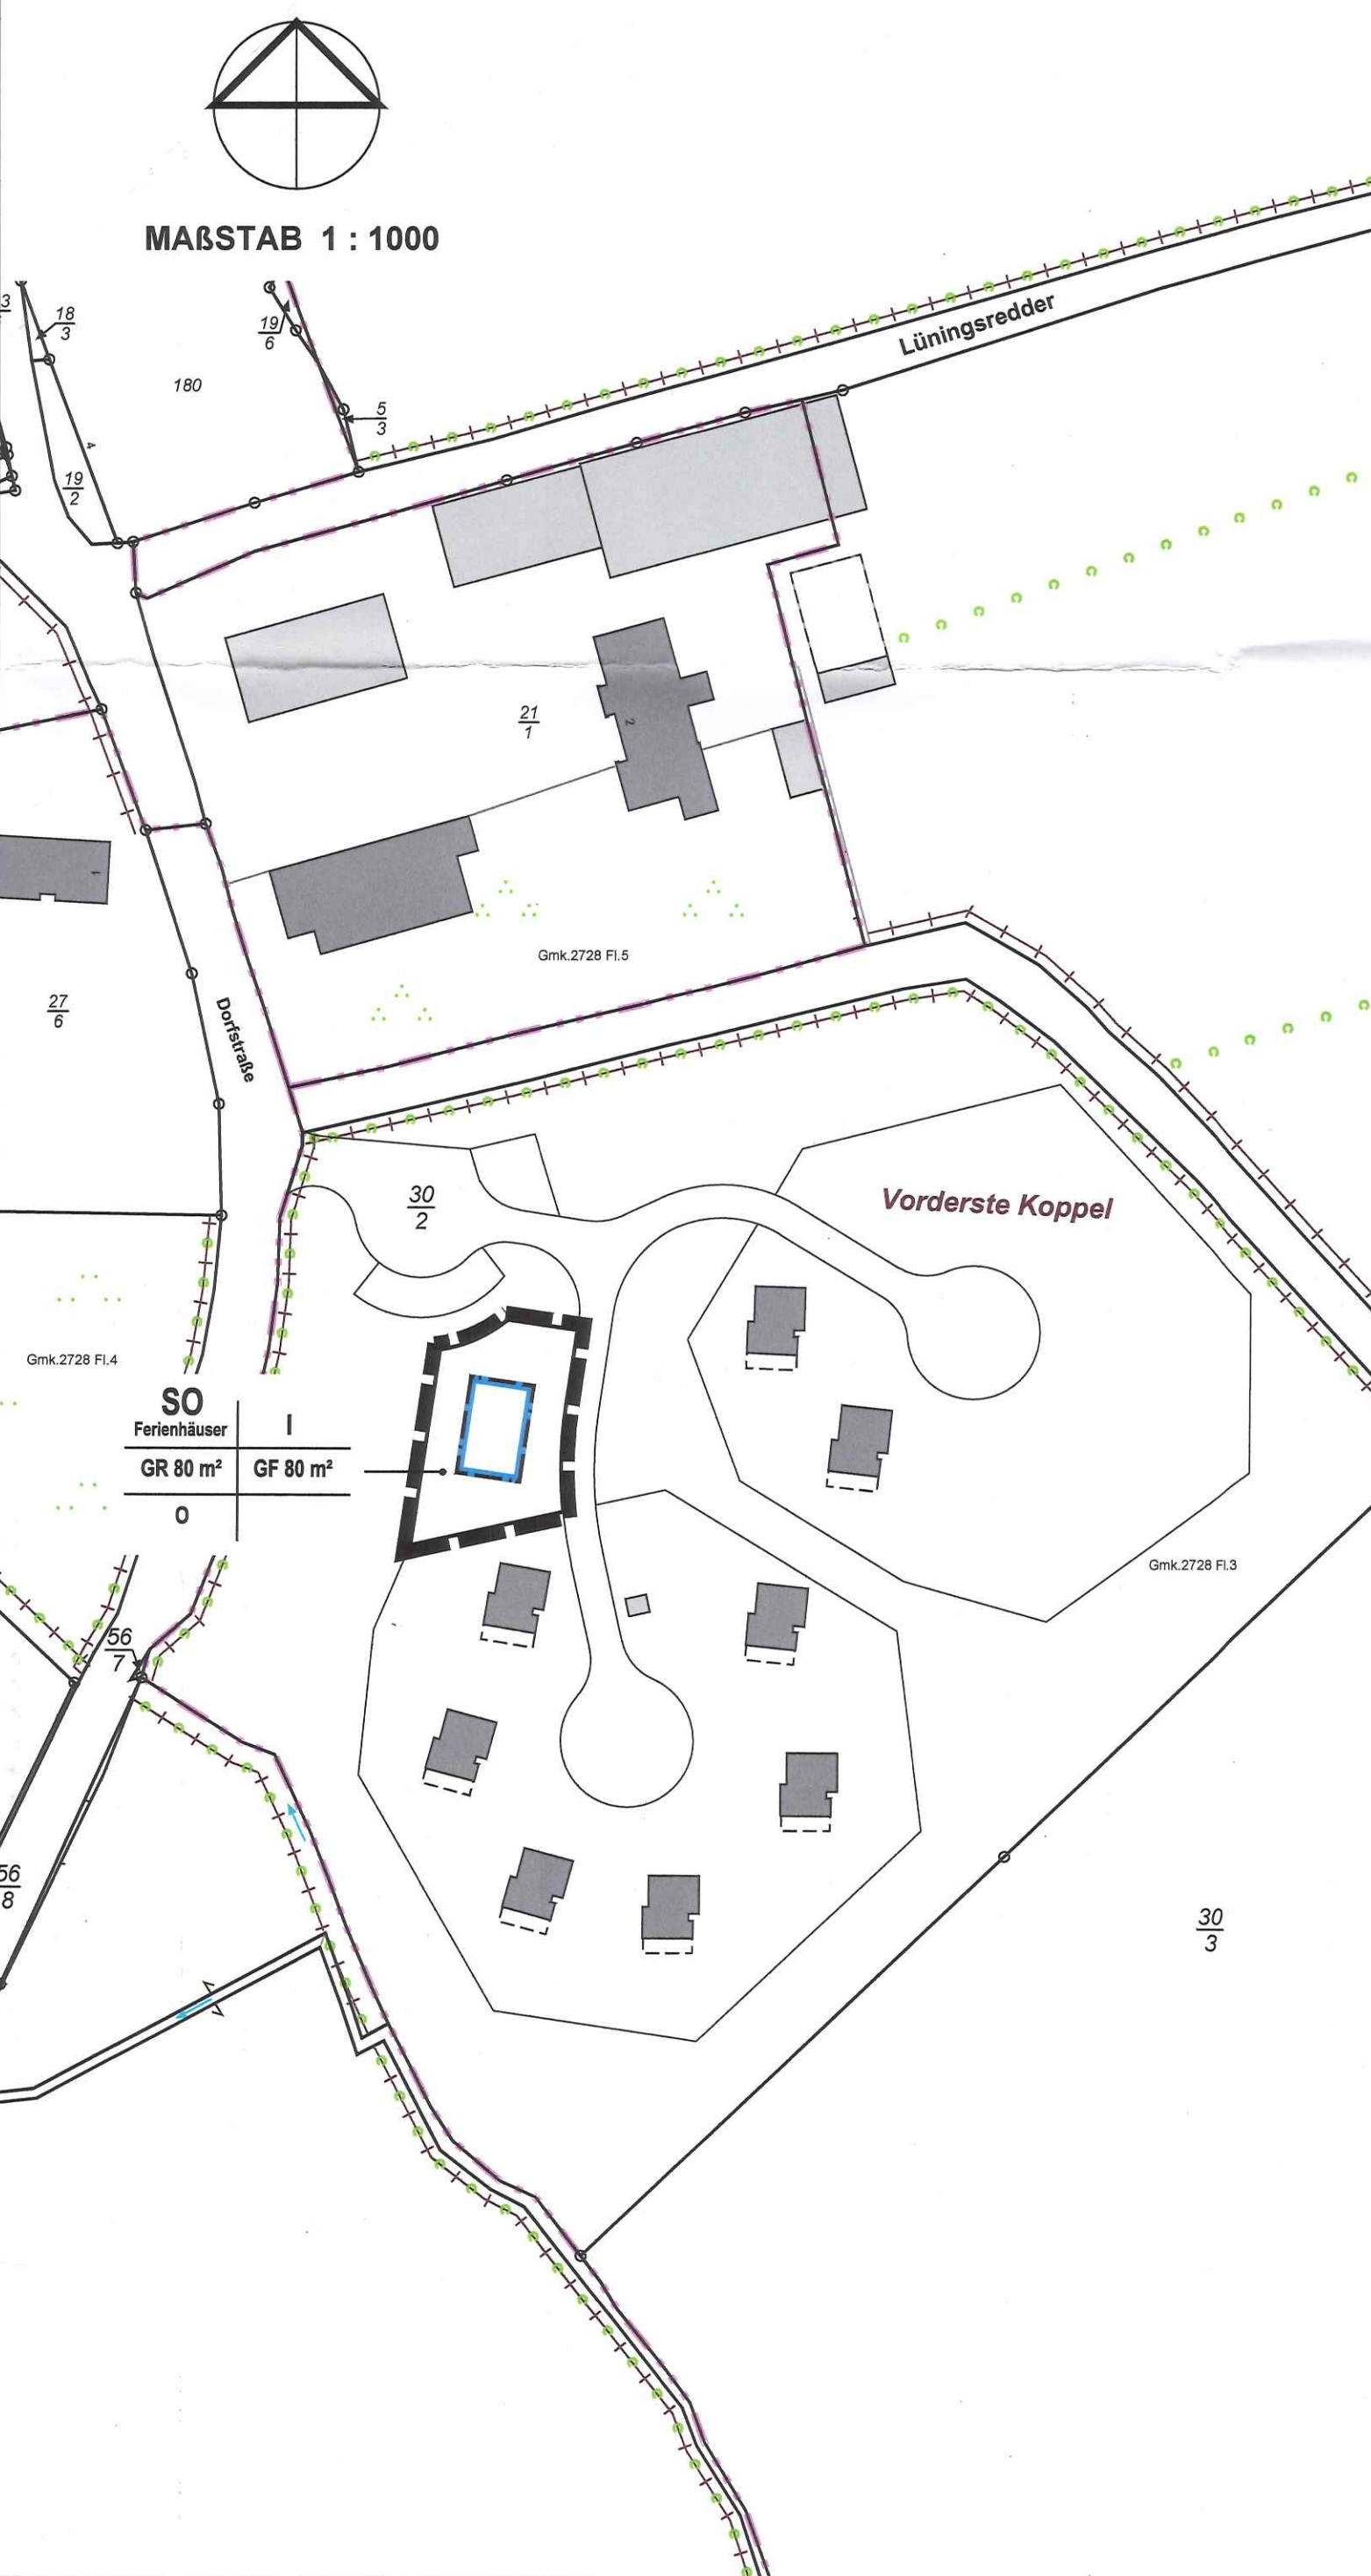 MAßSTAB 1 : 1000
3
18
3
19
6
180
5
3
Lüningsredder
4
19
2
2
21
1
1
Gmk.2728 Fl.5
27
6
Dorfstraße
30
2
Vorderste Koppel
Gmk.2728 Fl.4
SO
Ferienhäuser
I
GR 80 m²
GF 80 m²
O
Gmk.2728 Fl.3
56
7
56
8
30
3